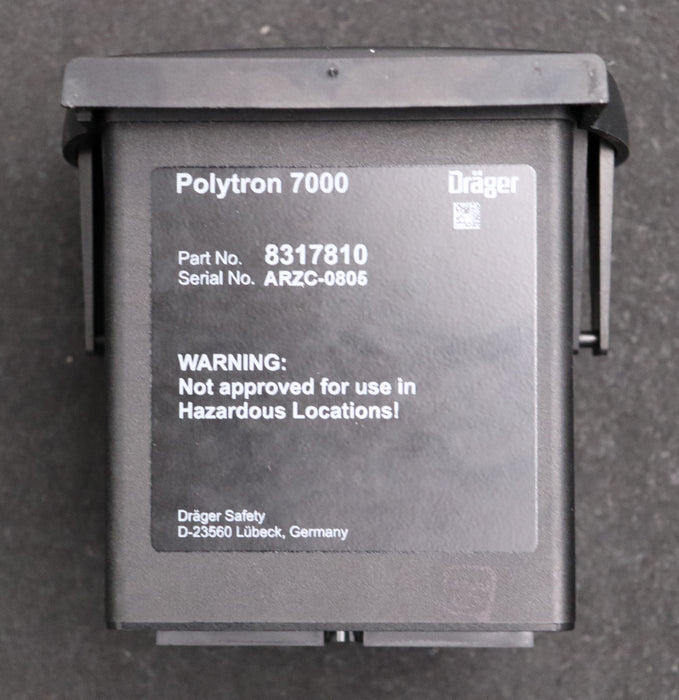 Polytron 7000 Dräger
Part No. 8317810
Serial No. ARZC-0805
WARNING:
Not approved for use in
Hazardous Locations!
Dräger Safety
D-23560 Lübeck, Germany